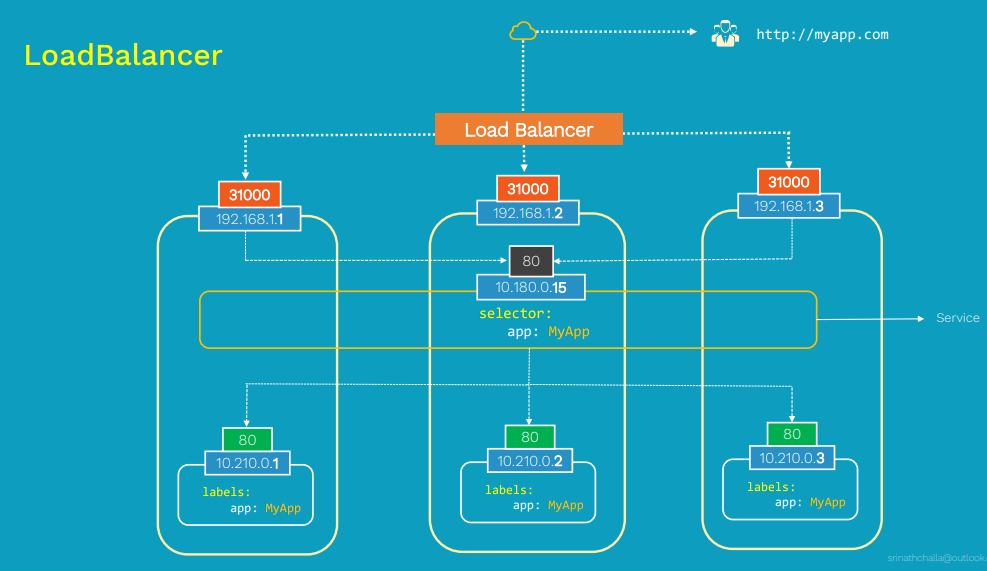 LoadBalancer
http://myapp.com
Load Balancer
31000
192.168.1.1
31000
192.168.1.2
31000
192.168.1.3
80
10.180.0.15
selector:
app: MyApp
Service
80
10.210.0.1
labels:
app: MyApp
80
10.210.0.2
labels:
app: MyApp
80
10.210.0.3
labels:
app: MyApp
srinathchalla@outlook